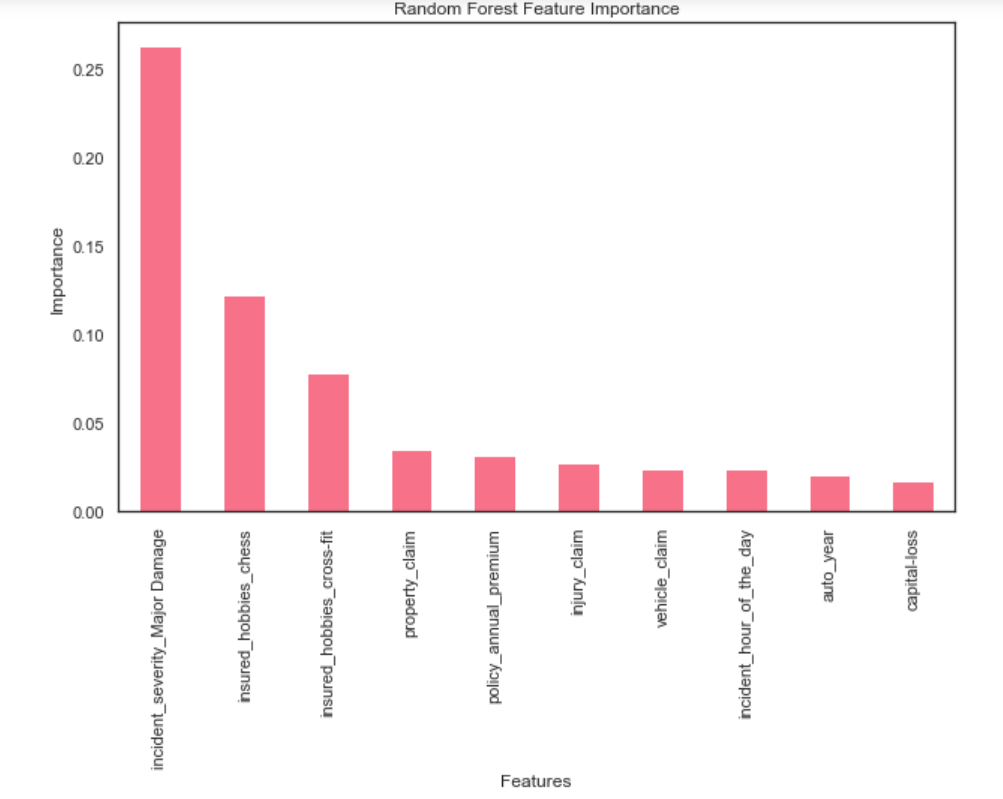 Random Forest Feature Importance
0.25
0.20
0.15
0.10
0.05
0.00
Importance
incident_severity_Major Damage
insured_hobbies_chess
insured_hobbies_cross-fit
property_claim
policy_annual_premium
injury_claim
vehicle_claim
incident_hour_of_the_day
auto_year
capital-loss
Features